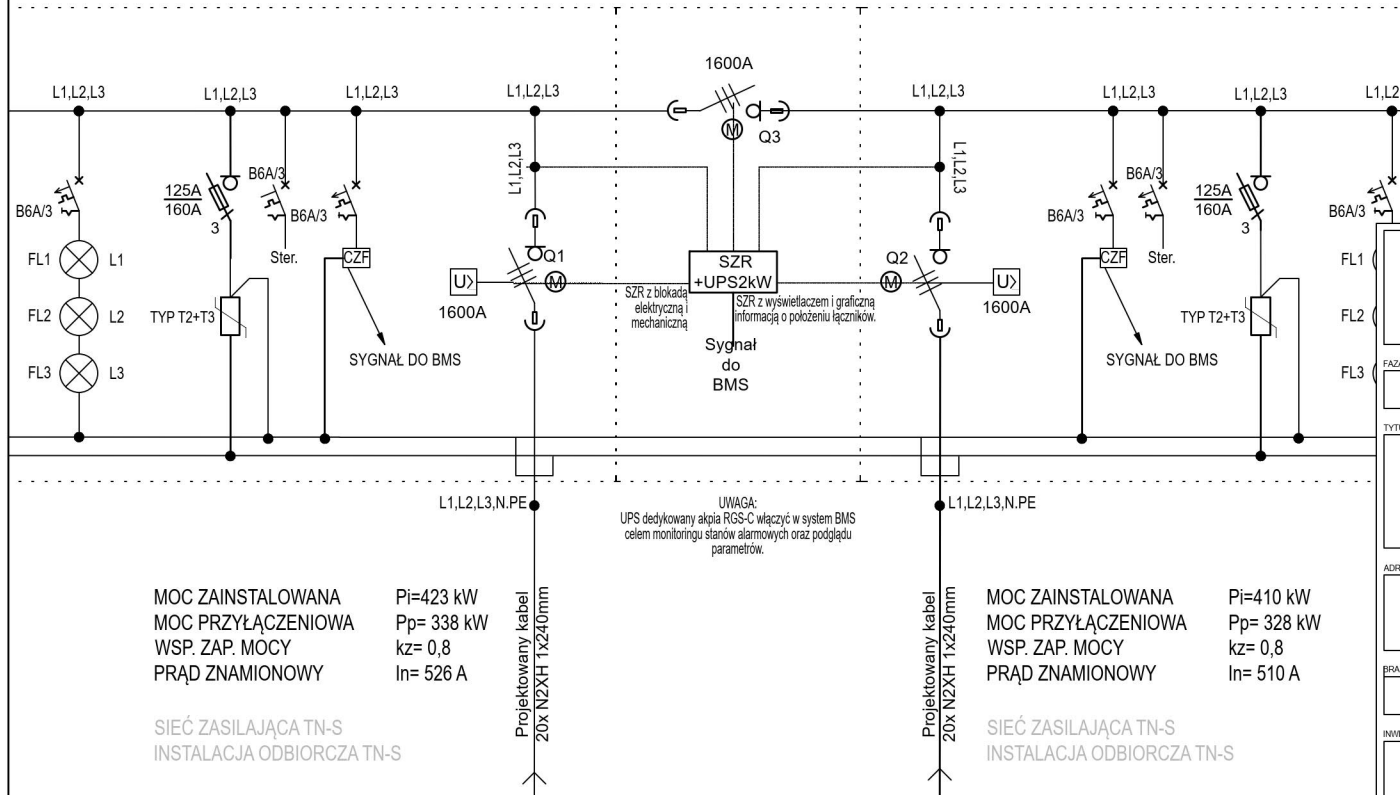 1600A
L1,L2,L3
L1,L2,L3
L1,L2,L3
L1,L2,L3
L1,L2,L3
L1,L2,L3
L1,L2,L3
L1,L2
M
Q3
L1,L2,L3
L1,L2,L3
B6A/3
125A
160A
3
B6A/3
B6A/3
Ster.
CZF
B6A/3
B6A/3
Ster.
CZF
125A
160A
3
B6A/3
FL1
L1
FL2
L2
FL3
L3
TYP T2+T3
SYGNAŁ DO BMS
U>
1600A
Q1
M
SZR
+UPS2kW
SZR z blokadą
elektryczną i
mechaniczną
SZR z wyświetlaczem i graficzną
informacją o położeniu łączników.
Sygnał
do
BMS
Q2
M
U>
1600A
SYGNAŁ DO BMS
TYP T2+T3
FL1
FL2
FL3
L1,L2,L3,N.PE
UWAGA:
UPS dedykowany akpia RGS-C włączyć w system BMS
celem monitoringu stanów alarmowych oraz podglądu
parametrów.
L1,L2,L3,N.PE
MOC ZAINSTALOWANA Pi=423 kW
MOC PRZYŁĄCZENIOWA Pp= 338 kW
WSP. ZAP. MOCY kz= 0,8
PRĄD ZNAMIONOWY In= 526 A
SIEĆ ZASILAJĄCA TN-S
INSTALACJA ODBIORCZA TN-S
Projektowany kabel
20x N2XH 1x240mm
Projektowany kabel
20x N2XH 1x240mm
MOC ZAINSTALOWANA Pi=410 kW
MOC PRZYŁĄCZENIOWA Pp= 328 kW
WSP. ZAP. MOCY kz= 0,8
PRĄD ZNAMIONOWY In= 510 A
SIEĆ ZASILAJĄCA TN-S
INSTALACJA ODBIORCZA TN-S
FAZA
ADR
BRA